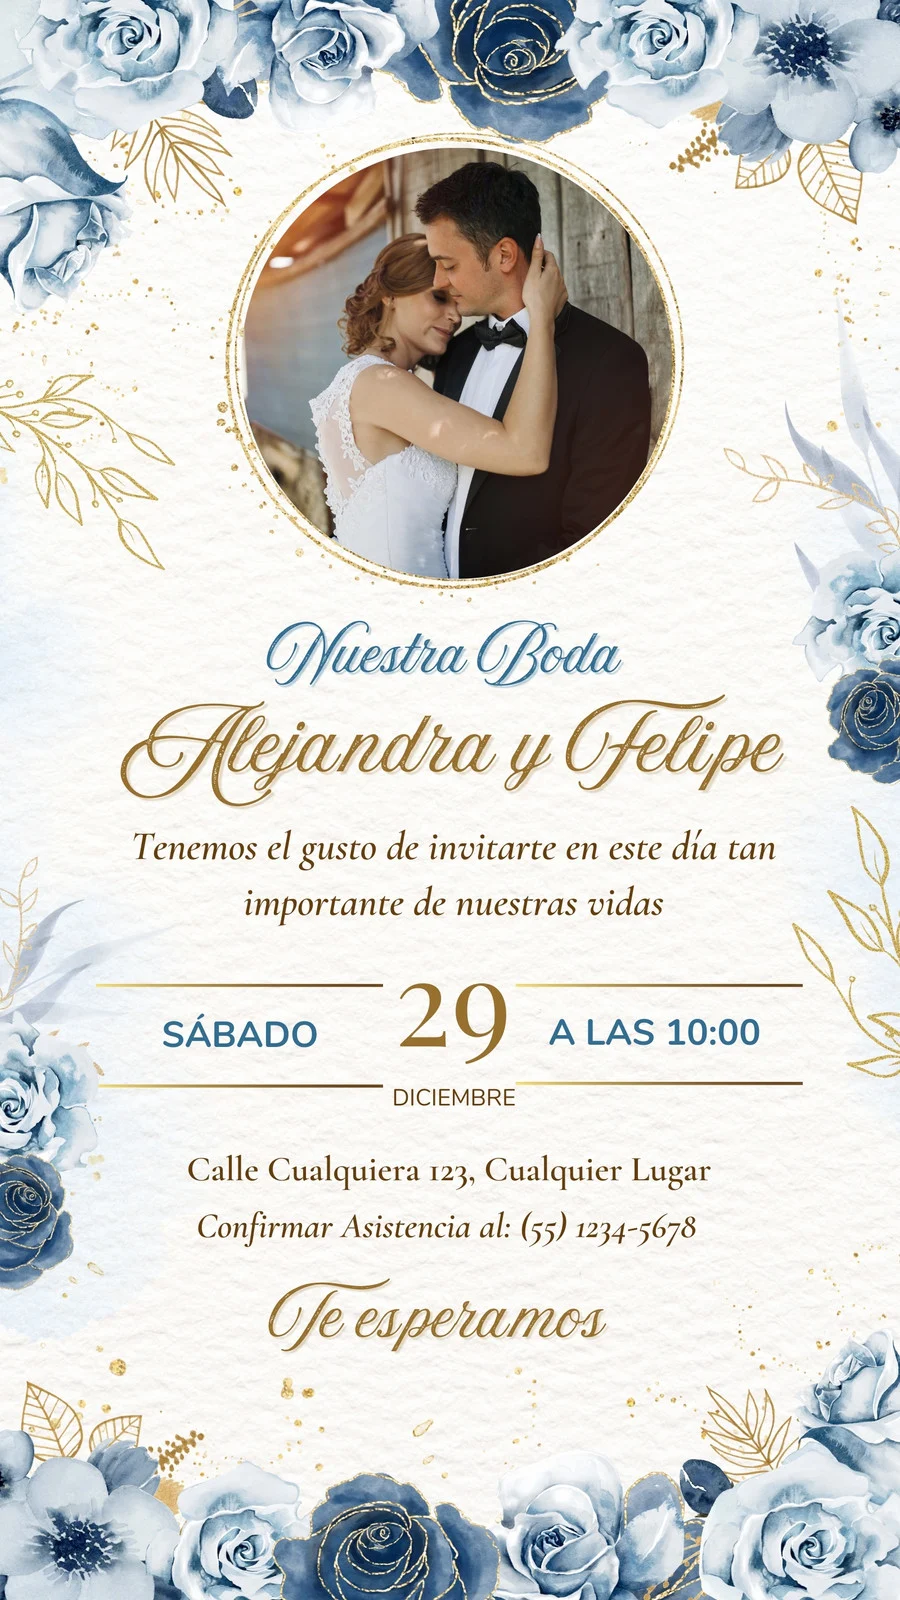 Nuestra Boda
Alejandra y Felipe
Tenemos el gusto de invitarte en este día tan
importante de nuestras vidas
SÁBADO
29
A LAS 10:00
DICIEMBRE
Calle Cualquiera 123, Cualquier Lugar
Confirmar Asistencia al: (55) 1234-5678
Te esperamos